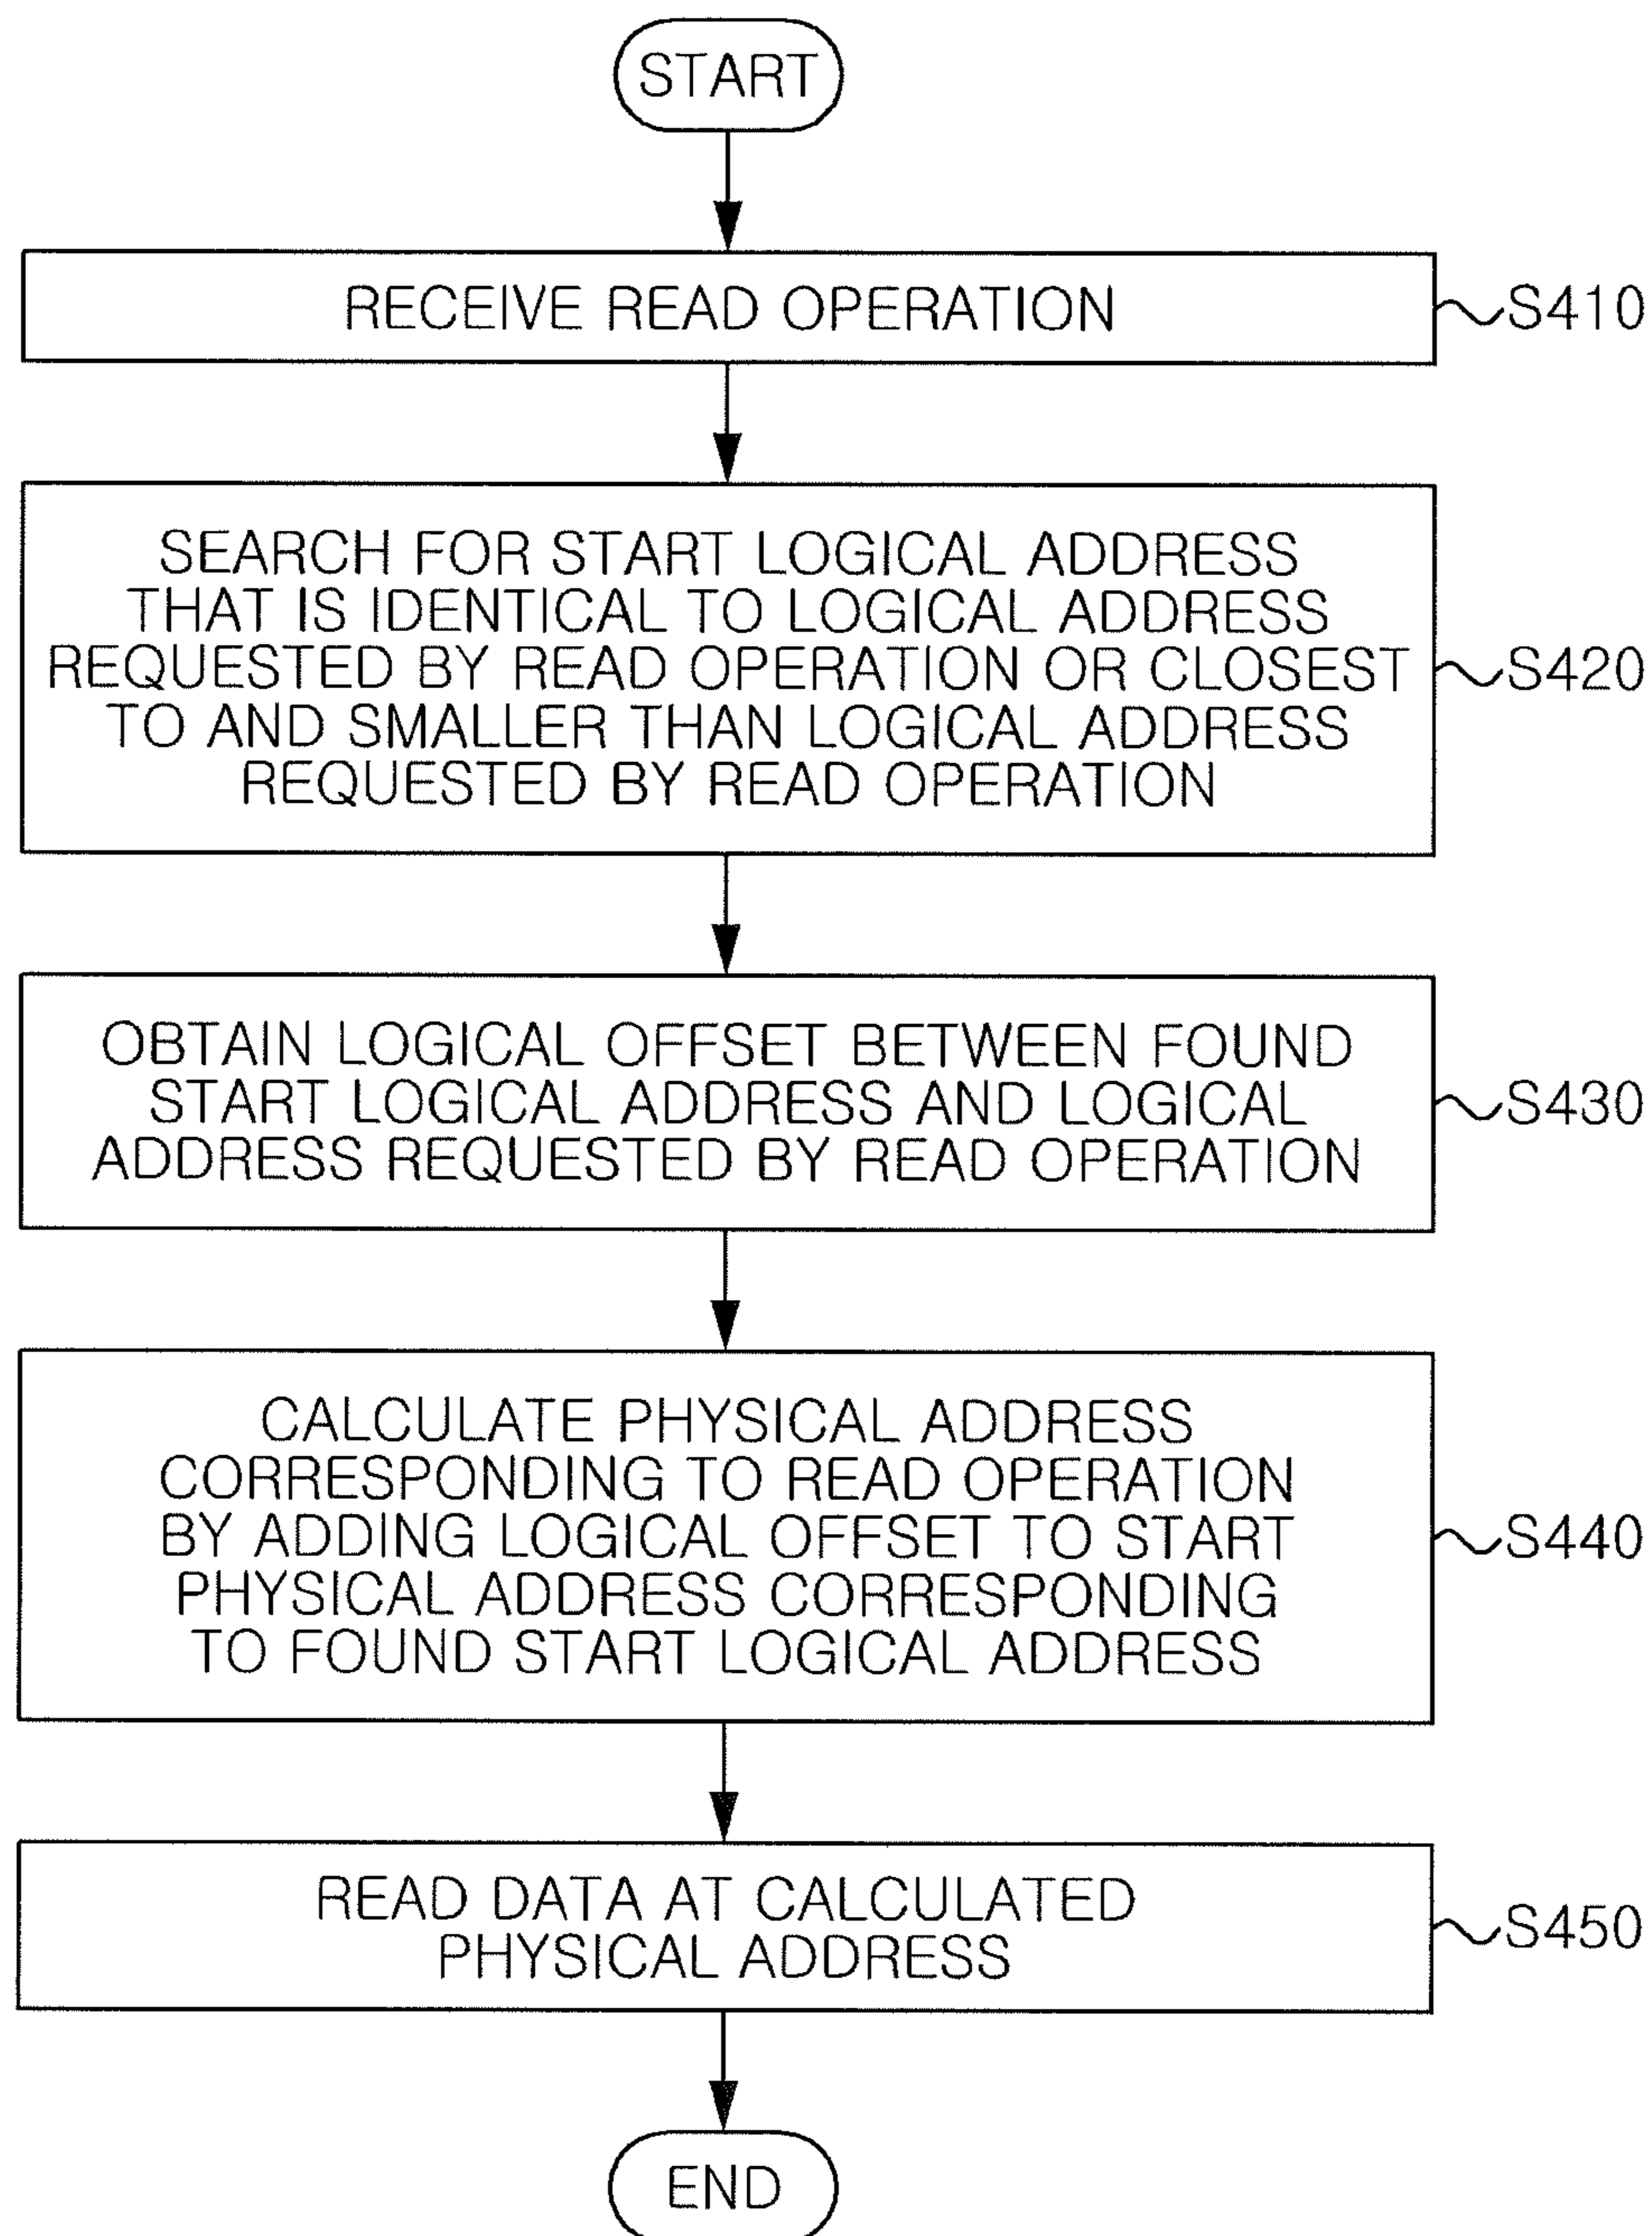 START
RECEIVE READ OPERATION
S410
SEARCH FOR START LOGICAL ADDRESS
THAT IS IDENTICAL TO LOGICAL ADDRESS
REQUESTED BY READ OPERATION OR CLOSEST
TO AND SMALLER THAN LOGICAL ADDRESS
REQUESTED BY READ OPERATION
S420
OBTAIN LOGICAL OFFSET BETWEEN FOUND
START LOGICAL ADDRESS AND LOGICAL
ADDRESS REQUESTED BY READ OPERATION
S430
CALCULATE PHYSICAL ADDRESS
CORRESPONDING TO READ OPERATION
BY ADDING LOGICAL OFFSET TO START
PHYSICAL ADDRESS CORRESPONDING
TO FOUND START LOGICAL ADDRESS
S440
READ DATA AT CALCULATED
PHYSICAL ADDRESS
S450
END